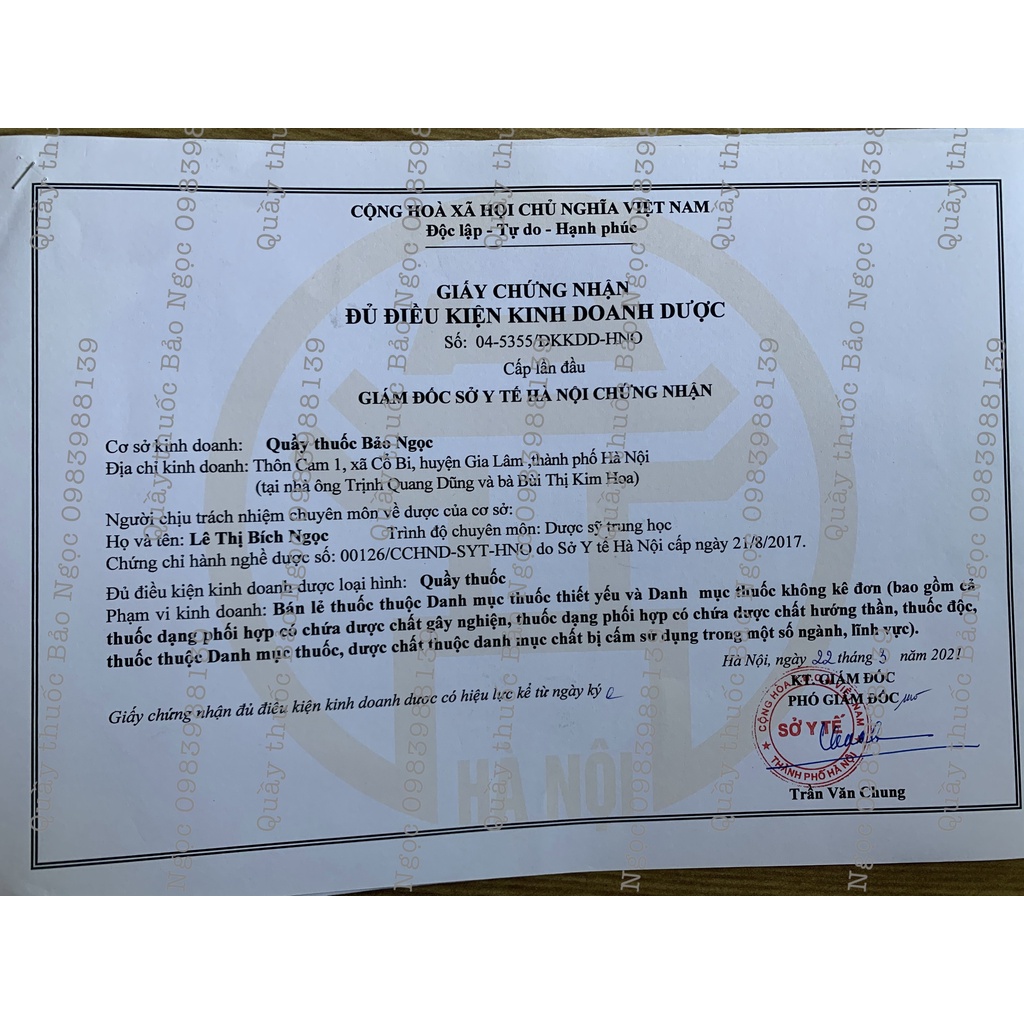 CỘNG HOÀ XÃ HỘI CHỦ NGHĨA VIỆT NAM
Độc lập - Tự do - Hạnh phúc
GIẤY CHỨNG NHẬN
ĐỦ ĐIỀU KIỆN KINH DOANH DƯỢC
Số: 04-5355/ĐKKDD-HNO
Cấp lần đầu
GIÁM ĐỐC SỞ Y TẾ HÀ NỘI CHỨNG NHẬN
Cơ sở kinh doanh: Quầy thuốc Bảo Ngọc
Địa chỉ kinh doanh: Thôn Cam 1, xã Cổ Bi, huyện Gia Lâm ,thành phố Hà Nội
(tại nhà ông Trịnh Quang Dũng và bà Bùi Thị Kim Hoa)
Người chịu trách nhiệm chuyên môn về dược của cơ sở:
Họ và tên: Lê Thị Bích Ngọc Trình độ chuyên môn: Dược sỹ trung học
Chứng chỉ hành nghề dược số: 00126/CCHND-SYT-HNO do Sở Y tế Hà Nội cấp ngày 21/8/2017.
Đủ điều kiện kinh doanh dược loại hình: Quầy thuốc
Phạm vi kinh doanh: Bán lẻ thuốc thuộc Danh mục thuốc thiết yếu và Danh mục thuốc không kê đơn (bao gồm cả
thuốc dạng phối hợp có chứa dược chất gây nghiện, thuốc dạng phối hợp có chứa dược chất hướng thần, thuốc độc,
thuốc thuộc Danh mục thuốc, dược chất thuộc danh mục chất bị cấm sử dụng trong một số ngành, lĩnh vực).
Hà Nội, ngày 22 tháng 3 năm 2021
KT. GIÁM ĐỐC
PHÓ GIÁM ĐỐC
Giấy chứng nhận đủ điều kiện kinh doanh dược có hiệu lực kể từ ngày ký
SỞ Y TẾ
THÀNH PHỐ HÀ NỘI
Trần Văn Chung
HÀ NỘI
Quầy thuốc Bảo Ngọc 0983988139